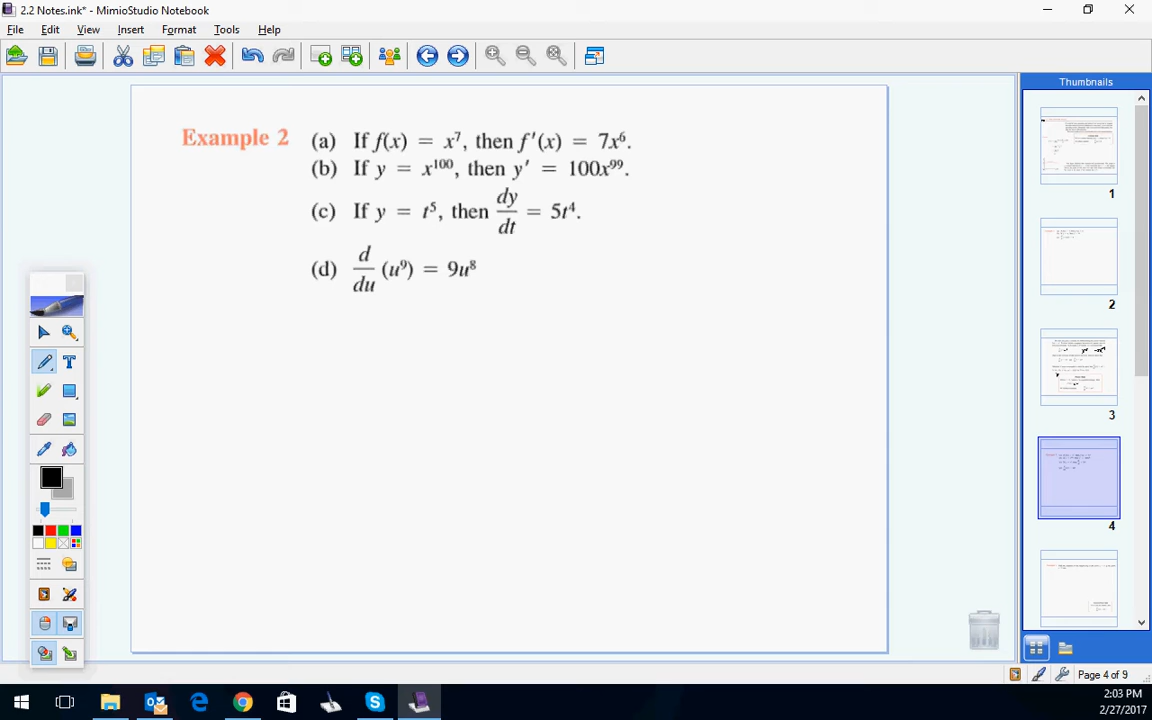 2.2 Notes.ink* - MimioStudio Notebook
File Edit View Insert Format Tools Help
Thumbnails
Example 2 (a) If f(x) = x⁷, then f′(x) = 7x⁶.
(b) If y = x¹⁰⁰, then y′ = 100x⁹⁹.
(c) If y = t⁵, then dy/dt = 5t⁴.
(d) d/du (u⁹) = 9u⁸
1
2
3
4
Page 4 of 9
2:03 PM
2/27/2017